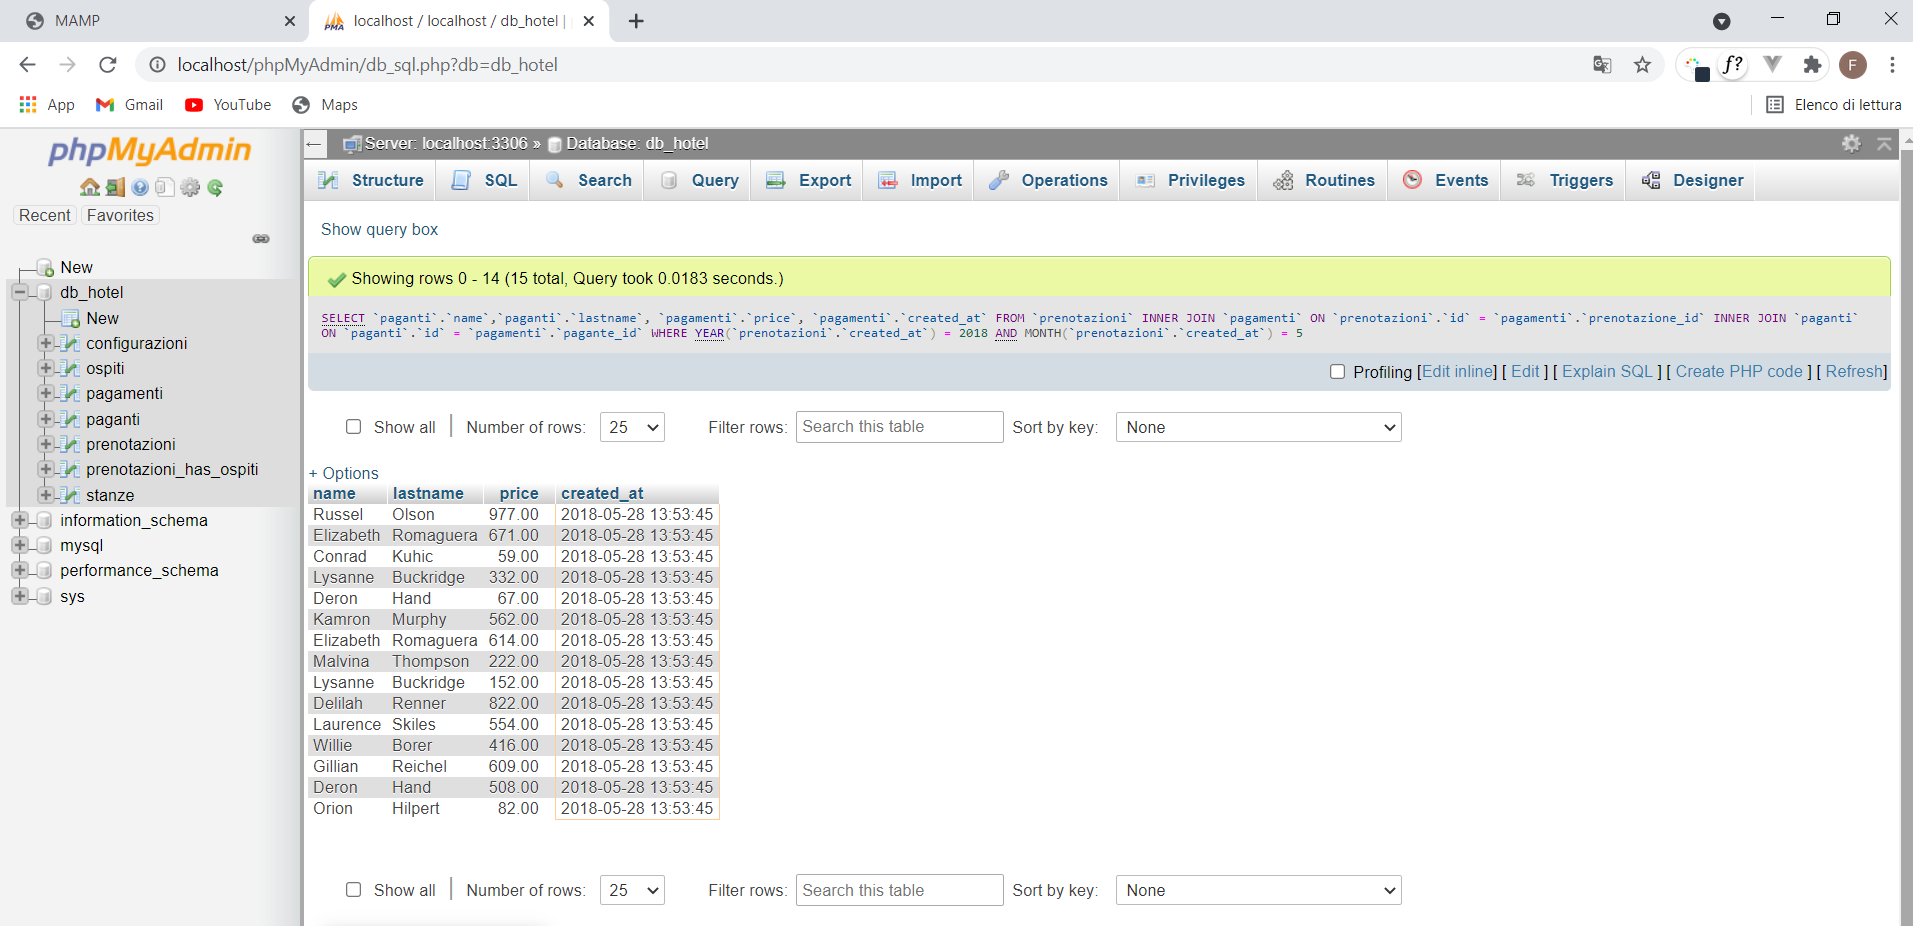 MAMP
localhost / localhost / db_hotel |
localhost/phpMyAdmin/db_sql.php?db=db_hotel
f?
F
App Gmail YouTube Maps Elenco di lettura
phpMyAdmin
Recent Favorites
New
db_hotel
New
configurazioni
ospiti
pagamenti
paganti
prenotazioni
prenotazioni_has_ospiti
stanze
information_schema
mysql
performance_schema
sys
← Server: localhost:3306 » Database: db_hotel
Structure SQL Search Query Export Import Operations Privileges Routines Events Triggers Designer
Show query box
Showing rows 0 - 14 (15 total, Query took 0.0183 seconds.)
SELECT `paganti`.`name`,`paganti`.`lastname`, `pagamenti`.`price`, `pagamenti`.`created_at` FROM `prenotazioni` INNER JOIN `pagamenti` ON `prenotazioni`.`id` = `pagamenti`.`prenotazione_id` INNER JOIN `paganti`
ON `paganti`.`id` = `pagamenti`.`pagante_id` WHERE YEAR(`prenotazioni`.`created_at`) = 2018 AND MONTH(`prenotazioni`.`created_at`) = 5
Profiling [Edit inline] [ Edit ] [ Explain SQL ] [ Create PHP code ] [ Refresh]
Show all | Number of rows: 25 Filter rows: Search this table Sort by key: None
+ Options
name lastname price created_at
Russel Olson 977.00 2018-05-28 13:53:45
Elizabeth Romaguera 671.00 2018-05-28 13:53:45
Conrad Kuhic 59.00 2018-05-28 13:53:45
Lysanne Buckridge 332.00 2018-05-28 13:53:45
Deron Hand 67.00 2018-05-28 13:53:45
Kamron Murphy 562.00 2018-05-28 13:53:45
Elizabeth Romaguera 614.00 2018-05-28 13:53:45
Malvina Thompson 222.00 2018-05-28 13:53:45
Lysanne Buckridge 152.00 2018-05-28 13:53:45
Delilah Renner 822.00 2018-05-28 13:53:45
Laurence Skiles 554.00 2018-05-28 13:53:45
Willie Borer 416.00 2018-05-28 13:53:45
Gillian Reichel 609.00 2018-05-28 13:53:45
Deron Hand 508.00 2018-05-28 13:53:45
Orion Hilpert 82.00 2018-05-28 13:53:45
Show all | Number of rows: 25 Filter rows: Search this table Sort by key: None